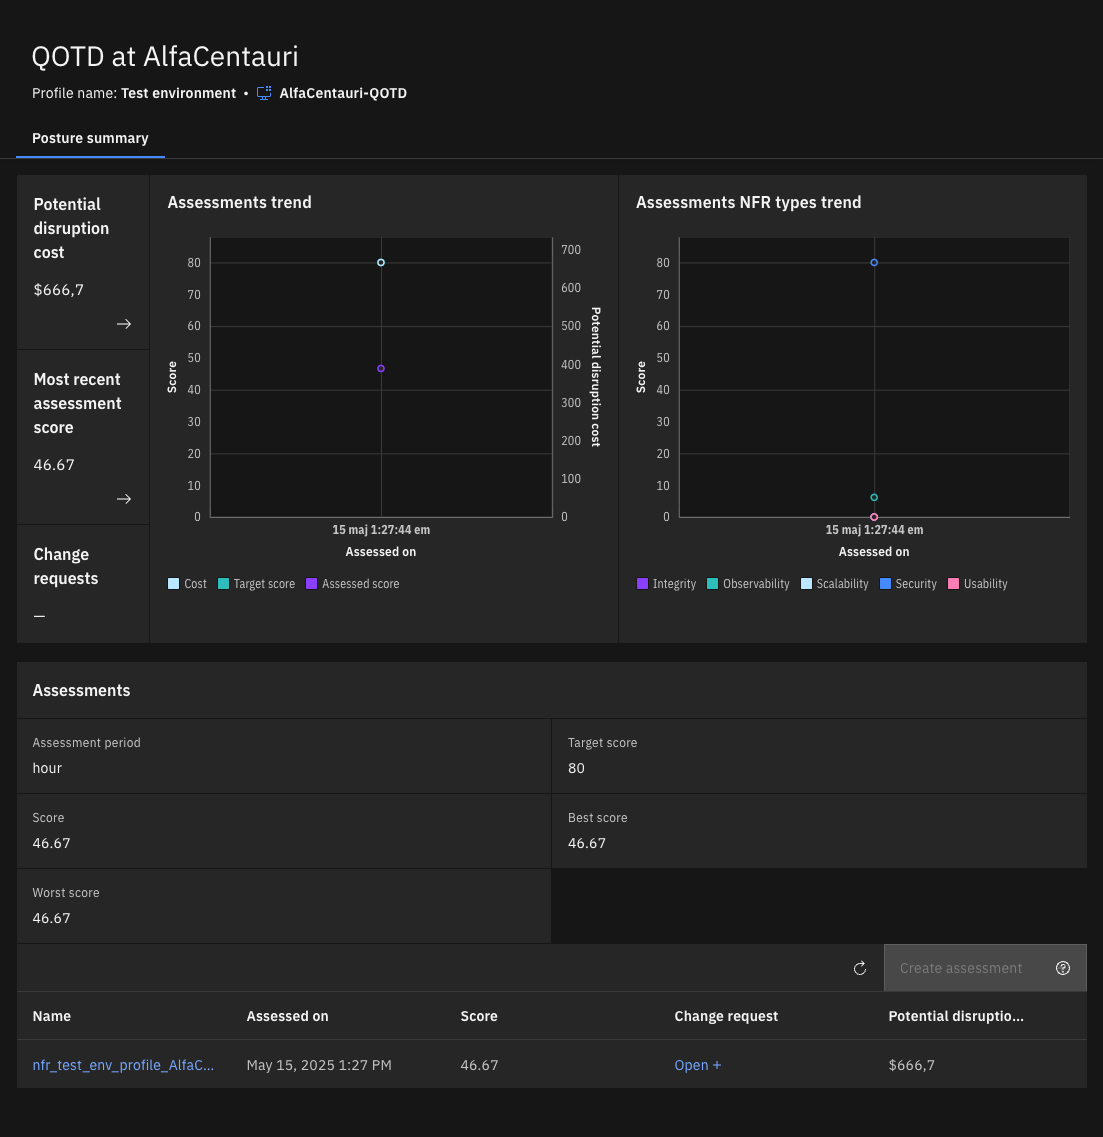 QOTD at AlfaCentauri
Profile name: Test environment • AlfaCentauri-QOTD
Posture summary
Potential
disruption
cost
$666,7
Most recent
assessment
score
46.67
Change
requests
–
Assessments trend
80
70
60
50
40
30
20
10
0
Score
700
600
500
400
300
200
100
0
Potential disruption cost
15 maj 1:27:44 em
Assessed on
Cost Target score Assessed score
Assessments NFR types trend
80
70
60
50
40
30
20
10
0
Score
15 maj 1:27:44 em
Assessed on
Integrity Observability Scalability Security Usability
Assessments
Assessment period
hour
Target score
80
Score
46.67
Best score
46.67
Worst score
46.67
Create assessment
Name Assessed on Score Change request Potential disruptio...
nfr_test_env_profile_AlfaC... May 15, 2025 1:27 PM 46.67 Open + $666,7